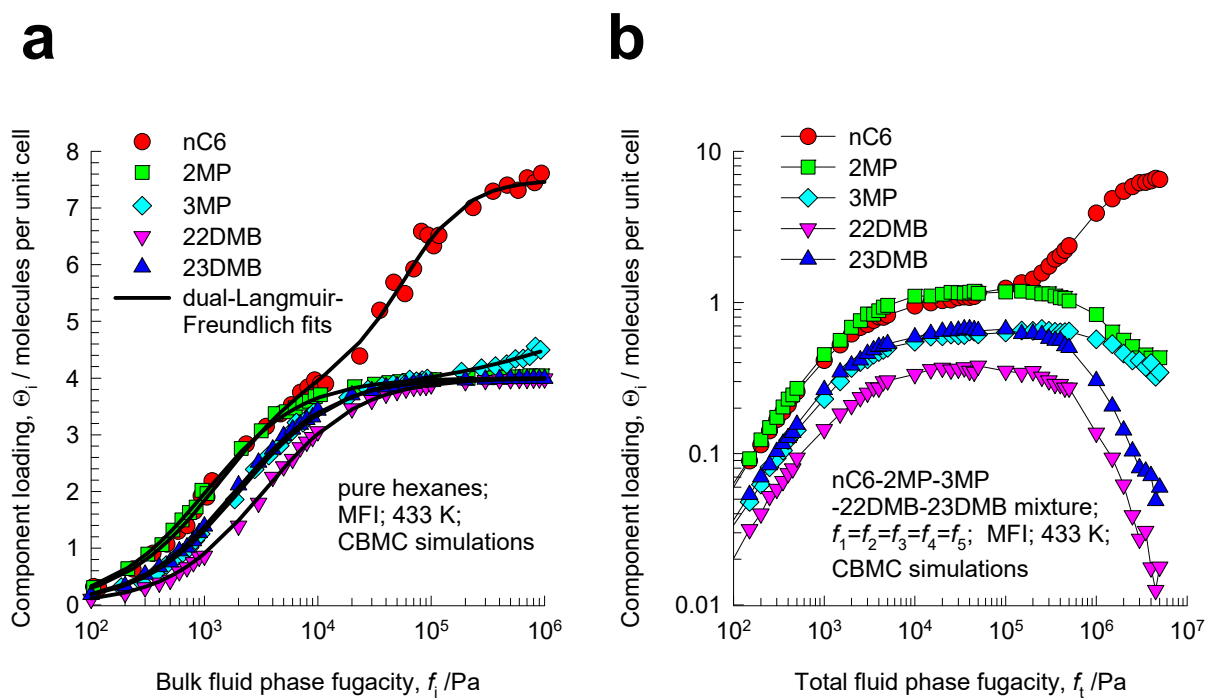 a
Component loading, Θi / molecules per unit cell
8
7
6
5
4
3
2
1
0
nC6
2MP
3MP
22DMB
23DMB
dual-Langmuir-
Freundlich fits
pure hexanes;
MFI; 433 K;
CBMC simulations
10² 10³ 10⁴ 10⁵ 10⁶
Bulk fluid phase fugacity, fi /Pa
b
Component loading, Θi / molecules per unit cell
10
1
0.1
0.01
nC6
2MP
3MP
22DMB
23DMB
nC6-2MP-3MP
-22DMB-23DMB mixture;
f1=f2=f3=f4=f5; MFI; 433 K;
CBMC simulations
10² 10³ 10⁴ 10⁵ 10⁶ 10⁷
Total fluid phase fugacity, ft /Pa